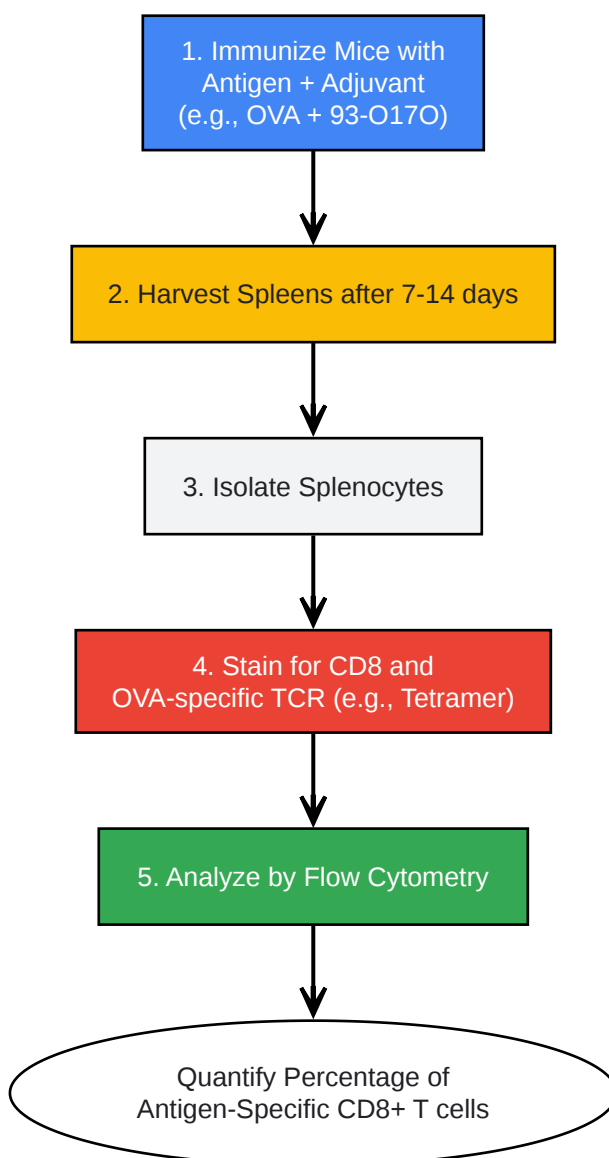 1. Immunize Mice with
Antigen + Adjuvant
(e.g., OVA + 93-O17O)
2. Harvest Spleens after 7-14 days
3. Isolate Splenocytes
4. Stain for CD8 and
OVA-specific TCR (e.g., Tetramer)
5. Analyze by Flow Cytometry
Quantify Percentage of
Antigen-Specific CD8+ T cells